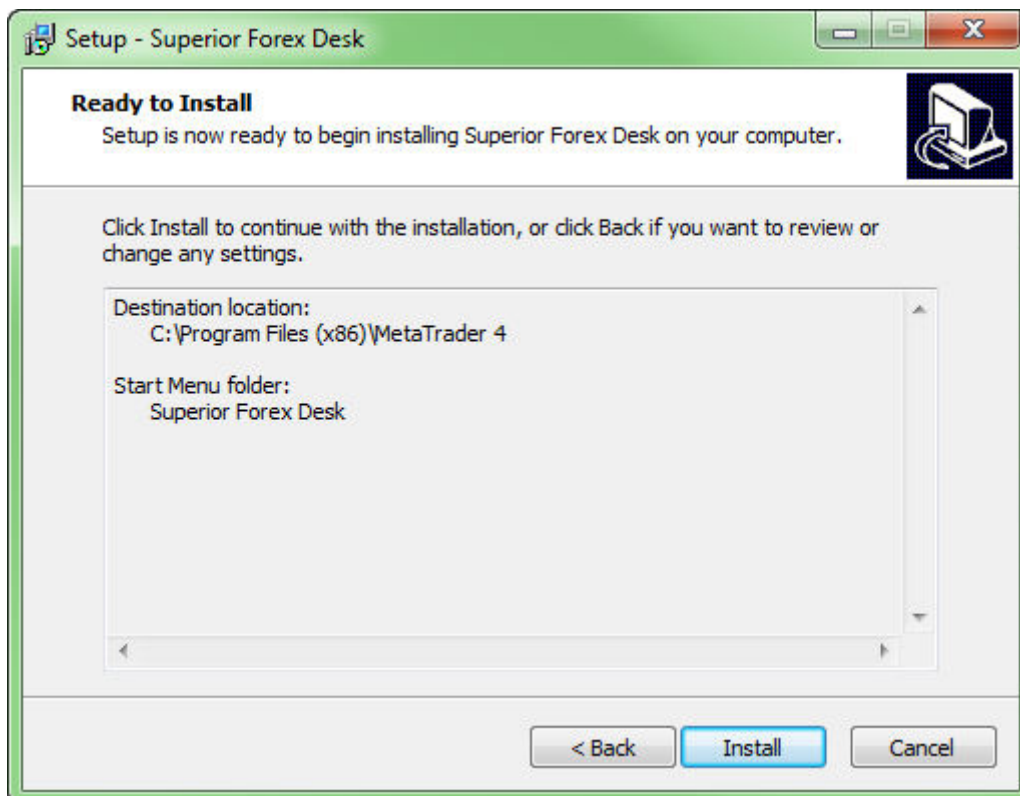 Setup - Superior Forex Desk
Ready to Install
Setup is now ready to begin installing Superior Forex Desk on your computer.
Click Install to continue with the installation, or click Back if you want to review or
change any settings.
Destination location:
C:\Program Files (x86)\MetaTrader 4
Start Menu folder:
Superior Forex Desk
< Back
Install
Cancel